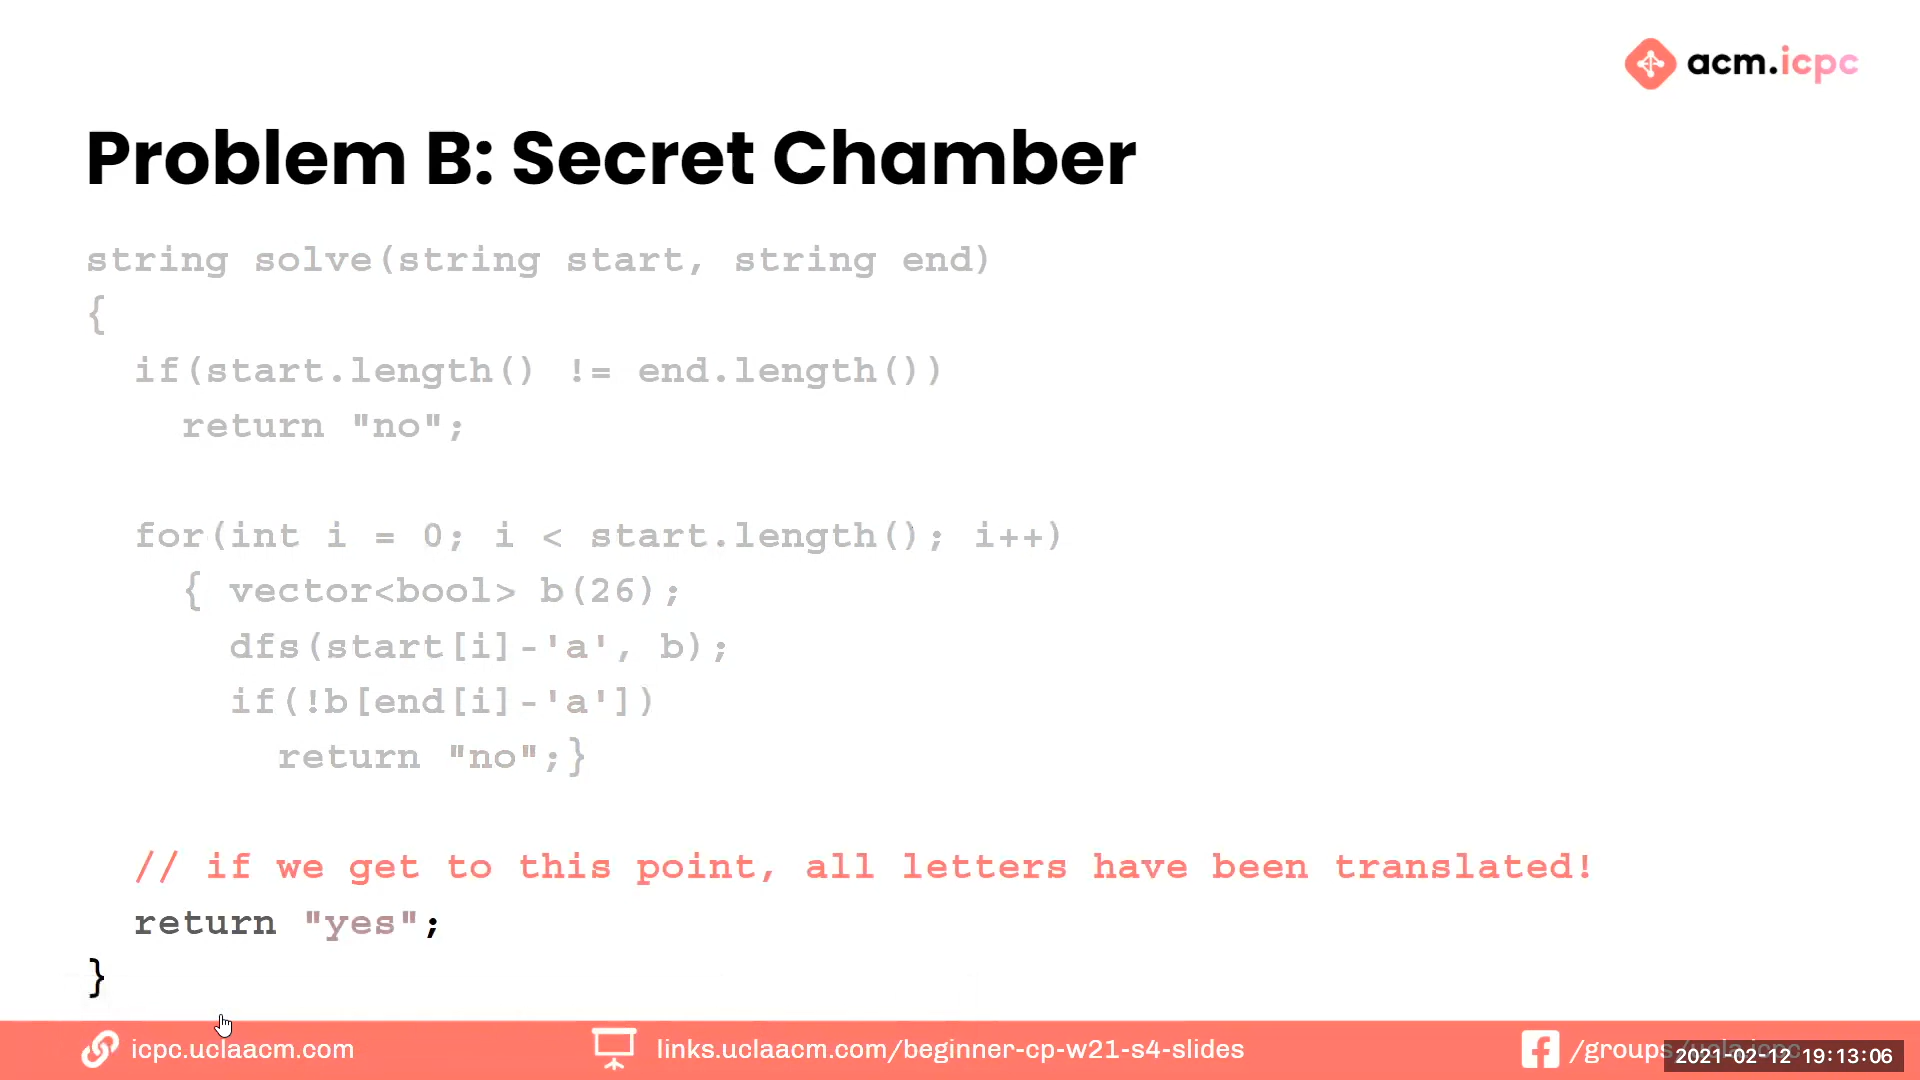 acm.icpc
Problem B: Secret Chamber
string solve(string start, string end)
{
if(start.length() != end.length())
return "no";
for(int i = 0; i < start.length(); i++)
{ vector<bool> b(26);
dfs(start[i]-'a', b);
if(!b[end[i]-'a'])
return "no";}
// if we get to this point, all letters have been translated!
return "yes";
}
icpc.uclaacm.com
links.uclaacm.com/beginner-cp-w21-s4-slides
/groups/ucla.icpc
2021-02-12 19:13:06